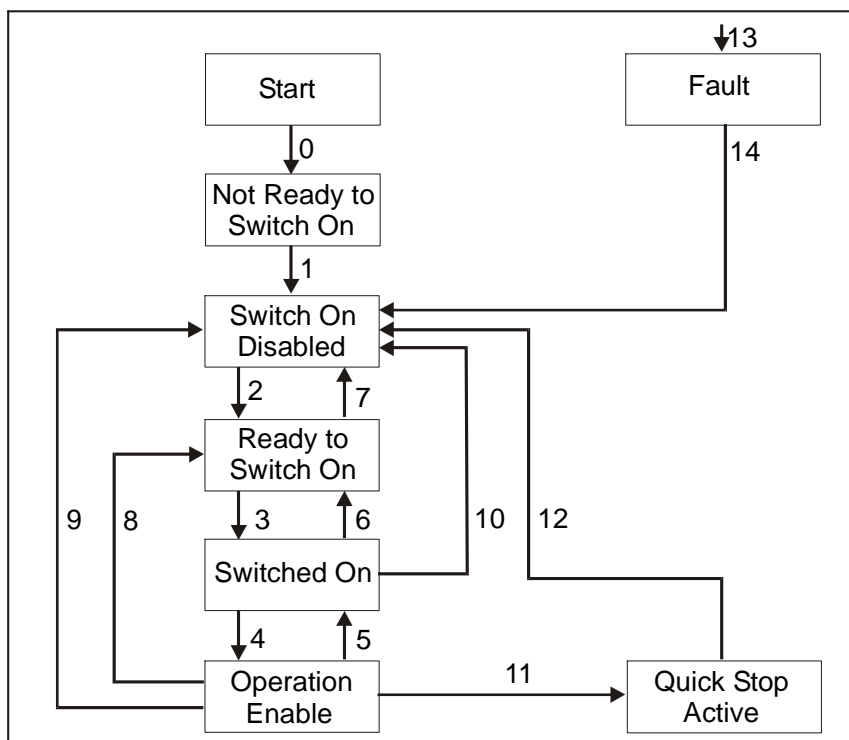 13
Start
Fault
0
14
Not Ready to
Switch On
1
Switch On
Disabled
2
7
Ready to
Switch On
9
8
3
6
10
12
Switched On
4
5
Operation
Enable
11
Quick Stop
Active